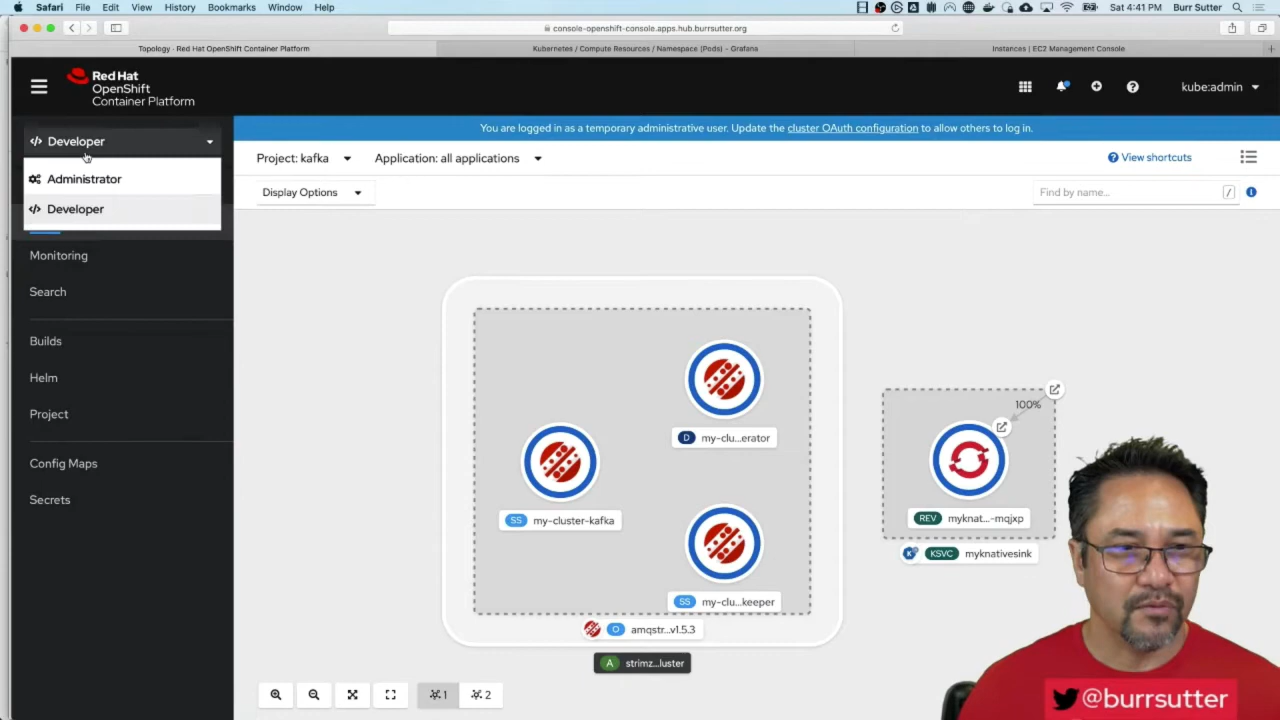 Safari File Edit View History Bookmarks Window Help Sat 4:41 PM Burr Sutter
console-openshift-console.apps.hub.burrsutter.org
Topology · Red Hat OpenShift Container Platform
Kubernetes / Compute Resources / Namespace (Pods) - Grafana
Instances | EC2 Management Console
Red Hat
OpenShift
Container Platform
kube:admin
You are logged in as a temporary administrative user. Update the cluster OAuth configuration to allow others to log in.
Developer
Administrator
Developer
Monitoring
Search
Builds
Helm
Project
Config Maps
Secrets
Project: kafka
Application: all applications
View shortcuts
Display Options
Find by name...
/
D my-clu...erator
SS my-cluster-kafka
SS my-clu...keeper
O amqstr...v1.5.3
A strimz...luster
100%
REV myknat...-mqjxp
KSVC myknativesink
1
2
@burrsutter